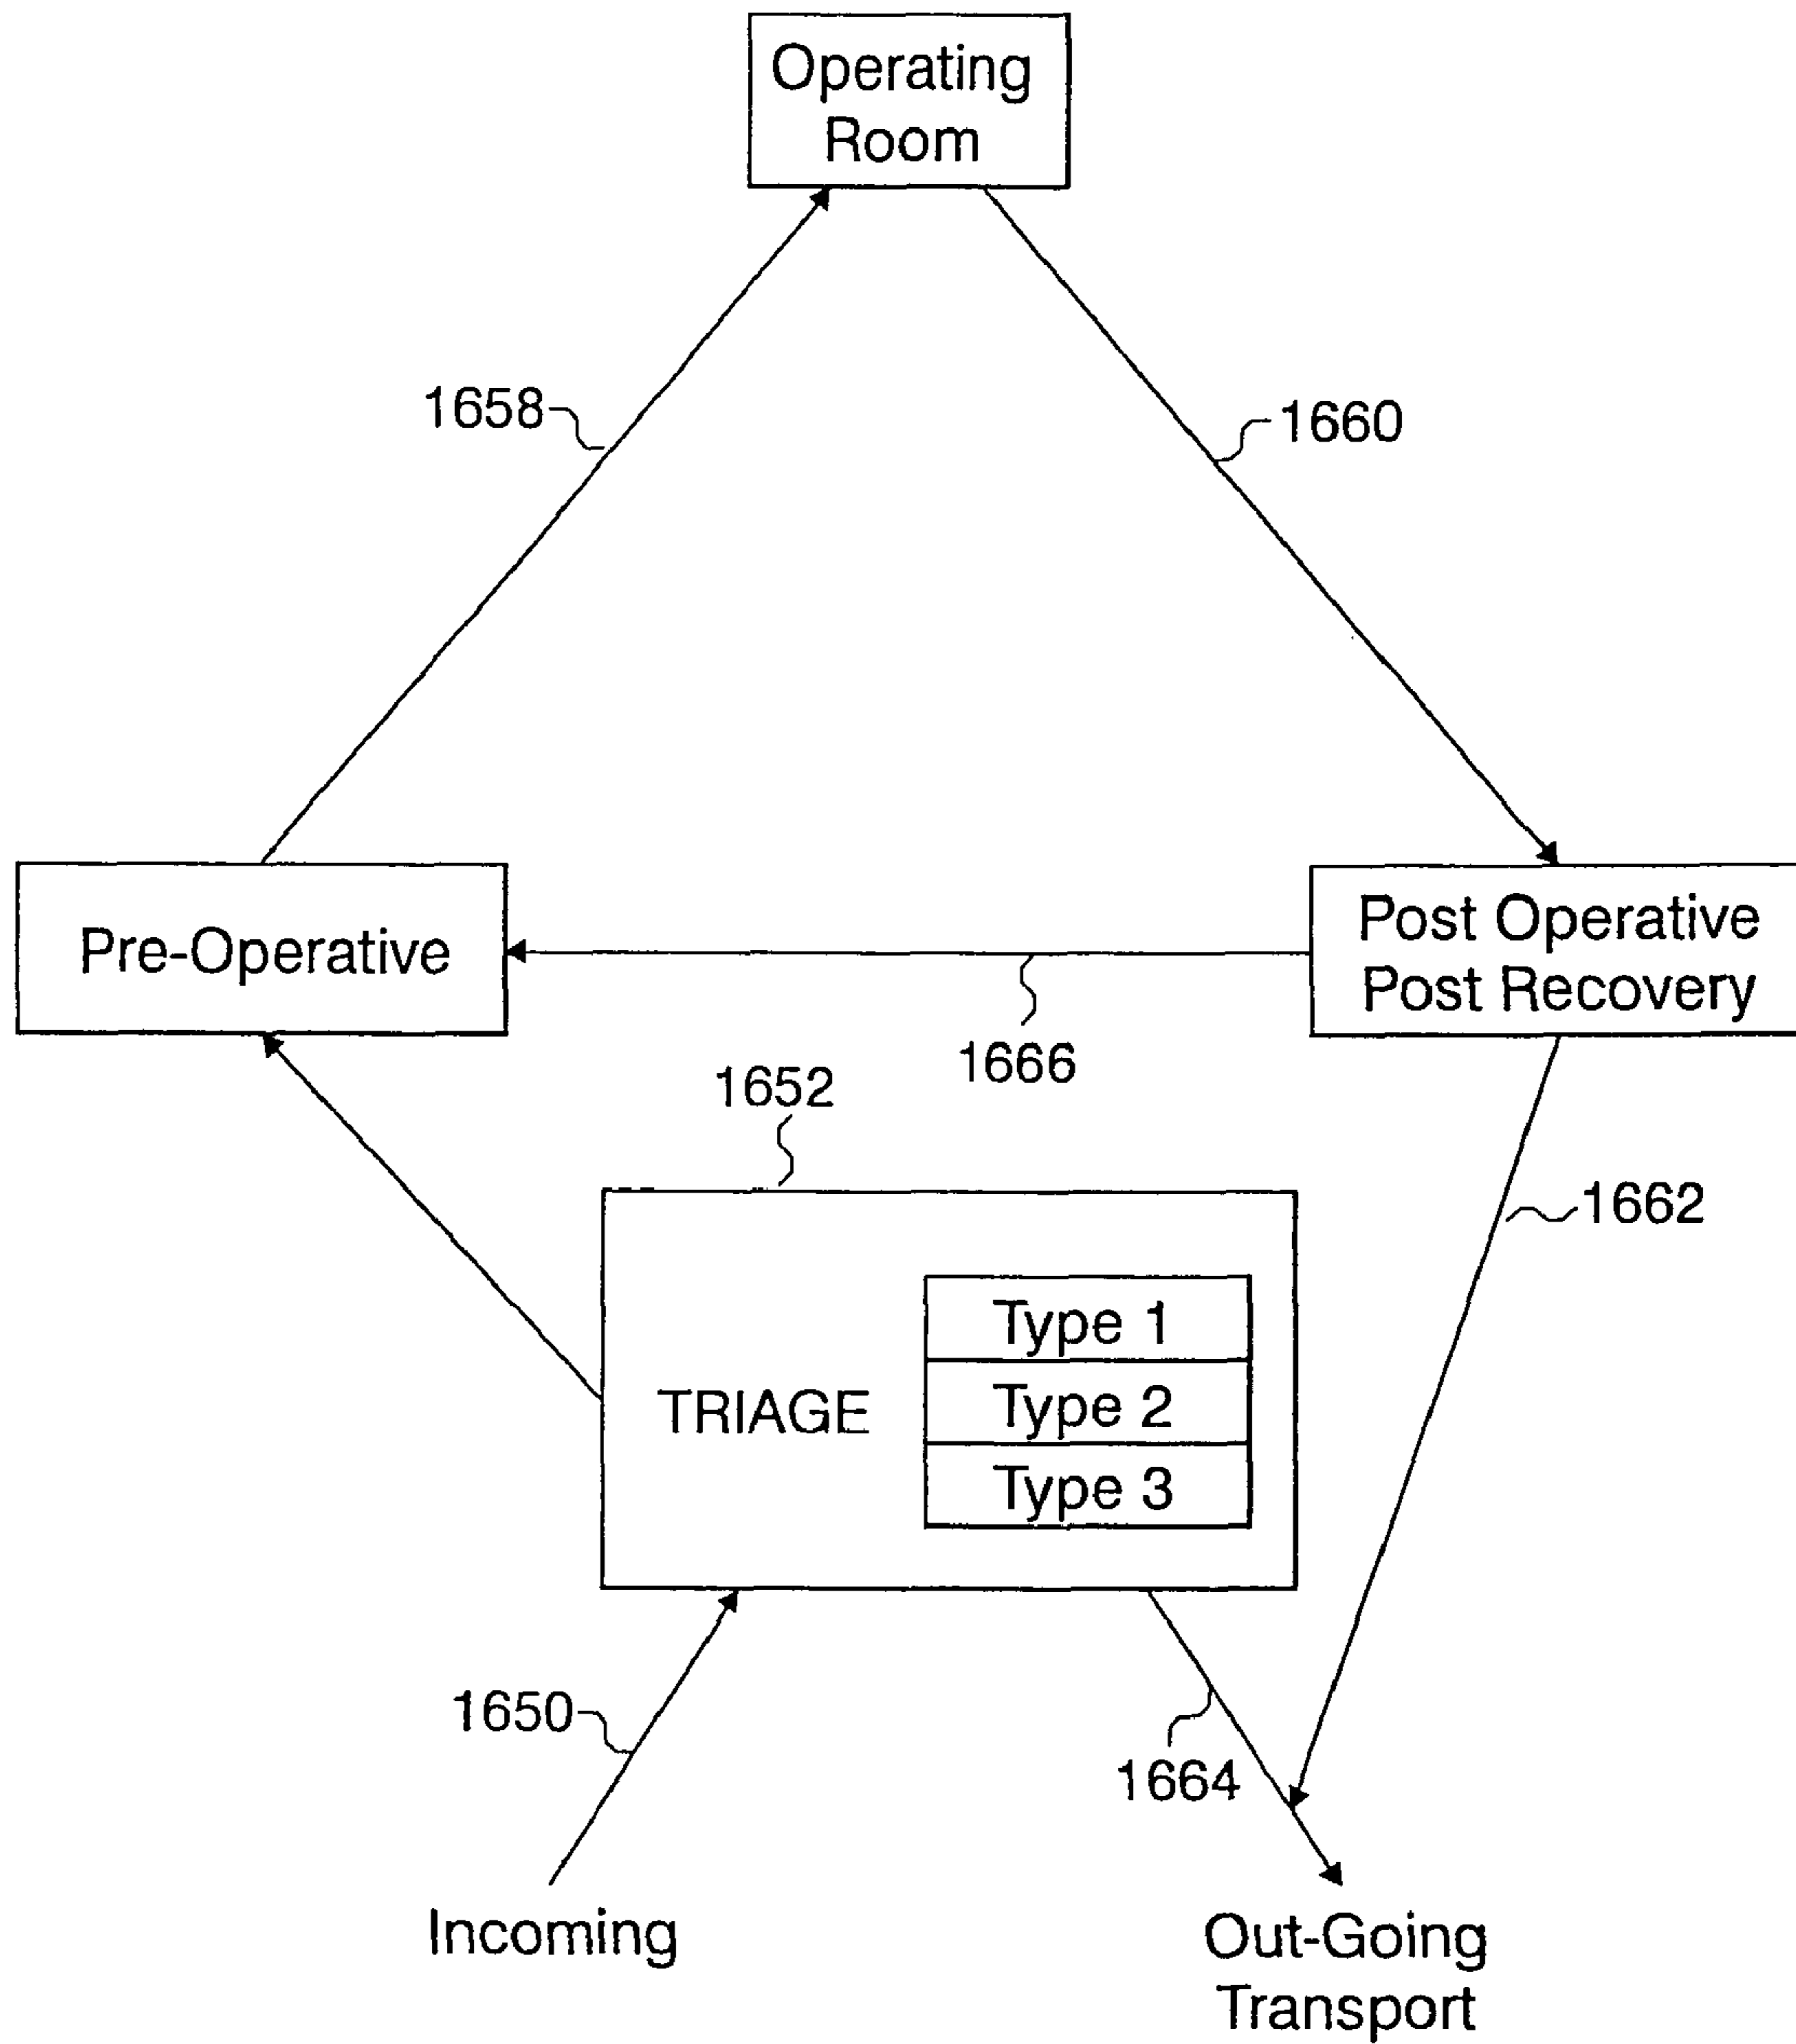 Operating
Room
1658
1660
Pre-Operative
Post Operative
Post Recovery
1666
1652
1662
TRIAGE
Type 1
Type 2
Type 3
1650
1664
Incoming
Out-Going
Transport